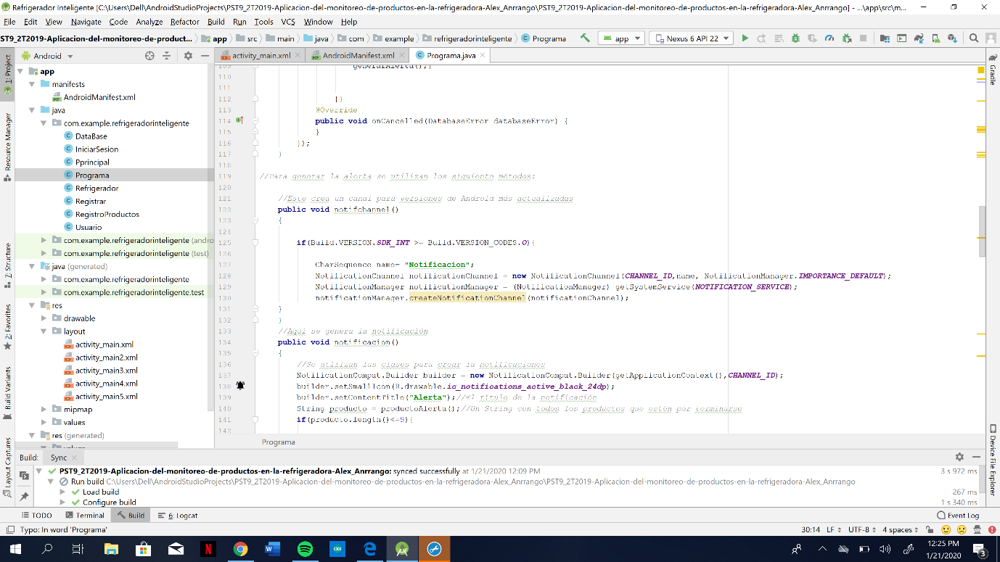 Refrigerador Inteligente [C:\Users\Dell\AndroidStudioProjects\PST9_2T2019-Aplicacion-del-monitoreo-de-productos-en-la-refrigeradora-Alex_Anrrango\PST9_2T2019-Aplicacion-del-monitoreo-de-productos-en-la-refrigeradora-Alex_Anrrango] - ...\app\src\m...
File Edit View Navigate Code Analyze Refactor Build Run Tools VCS Window Help
ST9_2T2019-Aplicacion-del-monitoreo-de-product... app src main java com example refrigeradorinteligente Programa app Nexus 6 API 22
Android activity_main.xml AndroidManifest.xml Programa.java
1: Project
Resource Manager
Z: Structure
2: Favorites
Build Variants
Layout Captures
Gradle
Device File Explorer
app
manifests
AndroidManifest.xml
java
com.example.refrigeradorinteligente
DataBase
IniciarSesion
Pprincipal
Programa
Refrigerador
Registrar
RegistroProductos
Usuario
com.example.refrigeradorinteligente (andro
com.example.refrigeradorinteligente (test)
java (generated)
com.example.refrigeradorinteligente
com.example.refrigeradorinteligente.test
res
drawable
layout
activity_main.xml
activity_main2.xml
activity_main3.xml
activity_main4.xml
activity_main5.xml
mipmap
values
res (generated)
values
109 generarAlerta();{
110
111
112 }}
113 @Override
114 public void onCancelled(DatabaseError databaseError) {
115 }
116 });
117 }
118
119 //Para generar la alerta se utilizan los siguiente métodos:
120
121 //Este crea un canal para versiones de Android más actualizadas
122 public void notifchannel()
123 {
124
125 if(Build.VERSION.SDK_INT >= Build.VERSION_CODES.O){
126
127 CharSequence name= "Notificacion";
128 NotificationChannel notificationChannel = new NotificationChannel(CHANNEL_ID,name, NotificationManager.IMPORTANCE_DEFAULT);
129 NotificationManager notificationManager = (NotificationManager) getSystemService(NOTIFICATION_SERVICE);
130 notificationManager.createNotificationChannel(notificationChannel);
131 }
132 }
133 //Aqui se genera la notificación
134 public void notificacion()
135 {
136 //Se utilizan las clases para crear la notificaciones
137 NotificationCompat.Builder builder = new NotificationCompat.Builder(getApplicationContext(),CHANNEL_ID);
138 builder.setSmallIcon(R.drawable.ic_notifications_active_black_24dp);
139 builder.setContentTitle("Alerta");//El titulo de la notificación
140 String producto = productoAlerta();//Un String con todos los productos que estén por terminarse
141 if(producto.length()<=9){
142
Programa
Build: Sync
PST9_2T2019-Aplicacion-del-monitoreo-de-productos-en-la-refrigeradora-Alex_Anrrango: synced successfully at 1/21/2020 12:09 PM 3 s 972 ms
Run build C:\Users\Dell\AndroidStudioProjects\PST9_2T2019-Aplicacion-del-monitoreo-de-productos-en-la-refrigeradora-Alex_Anrrango\PST9_2T2019-Aplicacion-del-monitoreo-de-productos-en-la-refrigeradora-Alex_Anrrango
Load build 267 ms
Configure build 1 s 340 ms
TODO Terminal Build 6: Logcat Event Log
Typo: In word 'Programa' 30:14 LF UTF-8 4 spaces
12:25 PM
1/21/2020
3